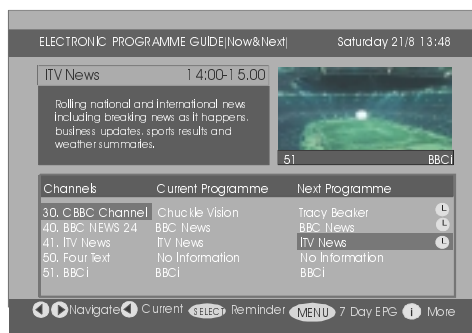 ELECTRONIC PROGRAMME GUIDE|Now&Next| Saturday 21/8 13:48
ITV News 14:00-15.00
Rolling national and international news
including breaking news as it happens.
business updates, sports results and
weather summaries.
51 BBCi
Channels Current Programme Next Programme
30. CBBC Channel Chuckle Vision Tracy Beaker
40. BBC NEWS 24 BBC News BBC News
41. ITV News ITV News ITV News
50. Four Text No Information No Information
51. BBCi BBCi BBCi
Navigate Current SELECT Reminder MENU 7 Day EPG i More